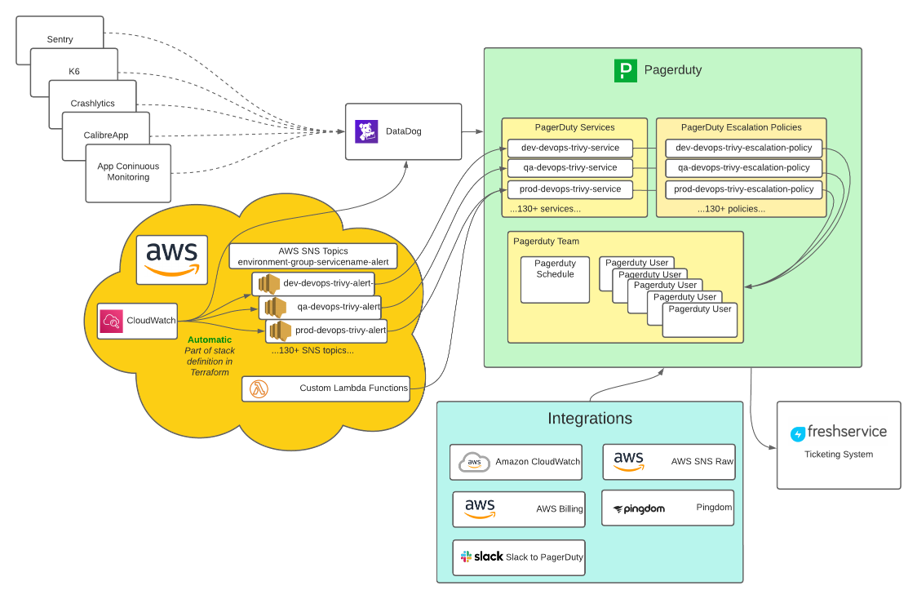 Sentry
K6
Crashlytics
CalibreApp
App Coninuous
Monitoring
DataDog
Pagerduty
PagerDuty Services
dev-devops-trivy-service
qa-devops-trivy-service
prod-devops-trivy-service
...130+ services...
PagerDuty Escalation Policies
dev-devops-trivy-escalation-policy
qa-devops-trivy-escalation-policy
prod-devops-trivy-escalation-policy
...130+ policies...
Pagerduty Team
Pagerduty
Schedule
Pagerduty User
Pagerduty User
Pagerduty User
Pagerduty User
Pagerduty User
aws
AWS SNS Topics
environment-group-servicename-alert
dev-devops-trivy-alert
qa-devops-trivy-alert
prod-devops-trivy-alert
...130+ SNS topics...
CloudWatch
Automatic
Part of stack
definition in
Terraform
Custom Lambda Functions
Integrations
aws
Amazon CloudWatch
aws
AWS SNS Raw
aws
AWS Billing
pingdom
Pingdom
slack
Slack to PagerDuty
freshservice
Ticketing System